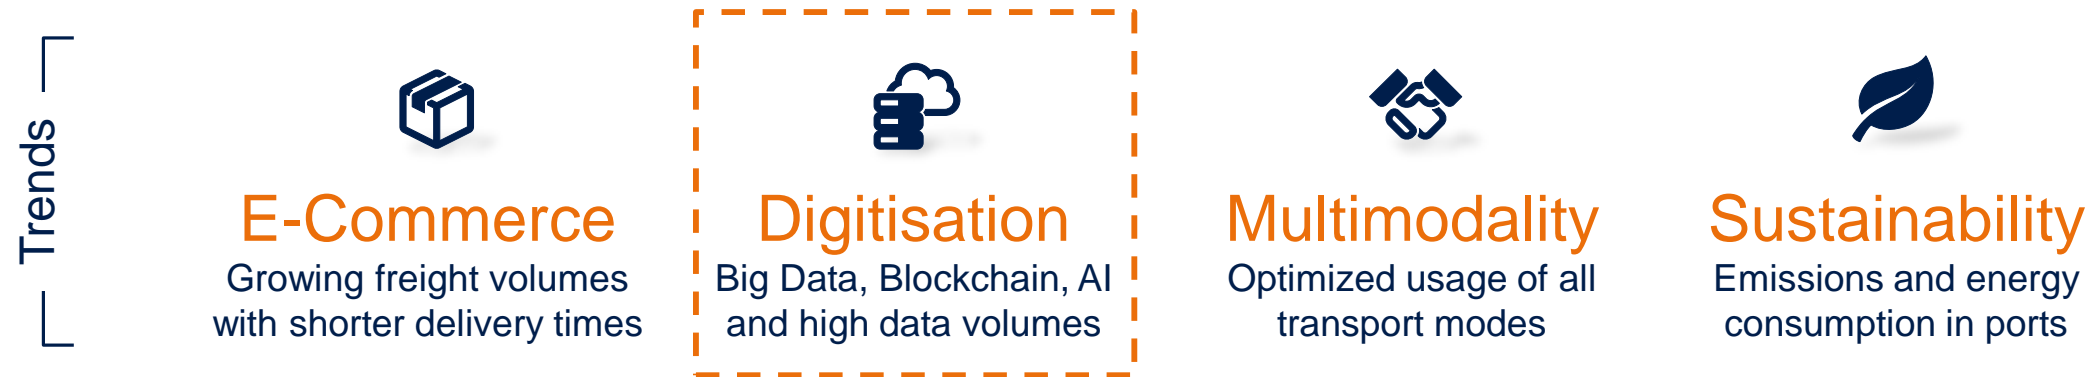 Trends
E-Commerce
Growing freight volumes
with shorter delivery times
Digitisation
Big Data, Blockchain, AI
and high data volumes
Multimodality
Optimized usage of all
transport modes
Sustainability
Emissions and energy
consumption in ports